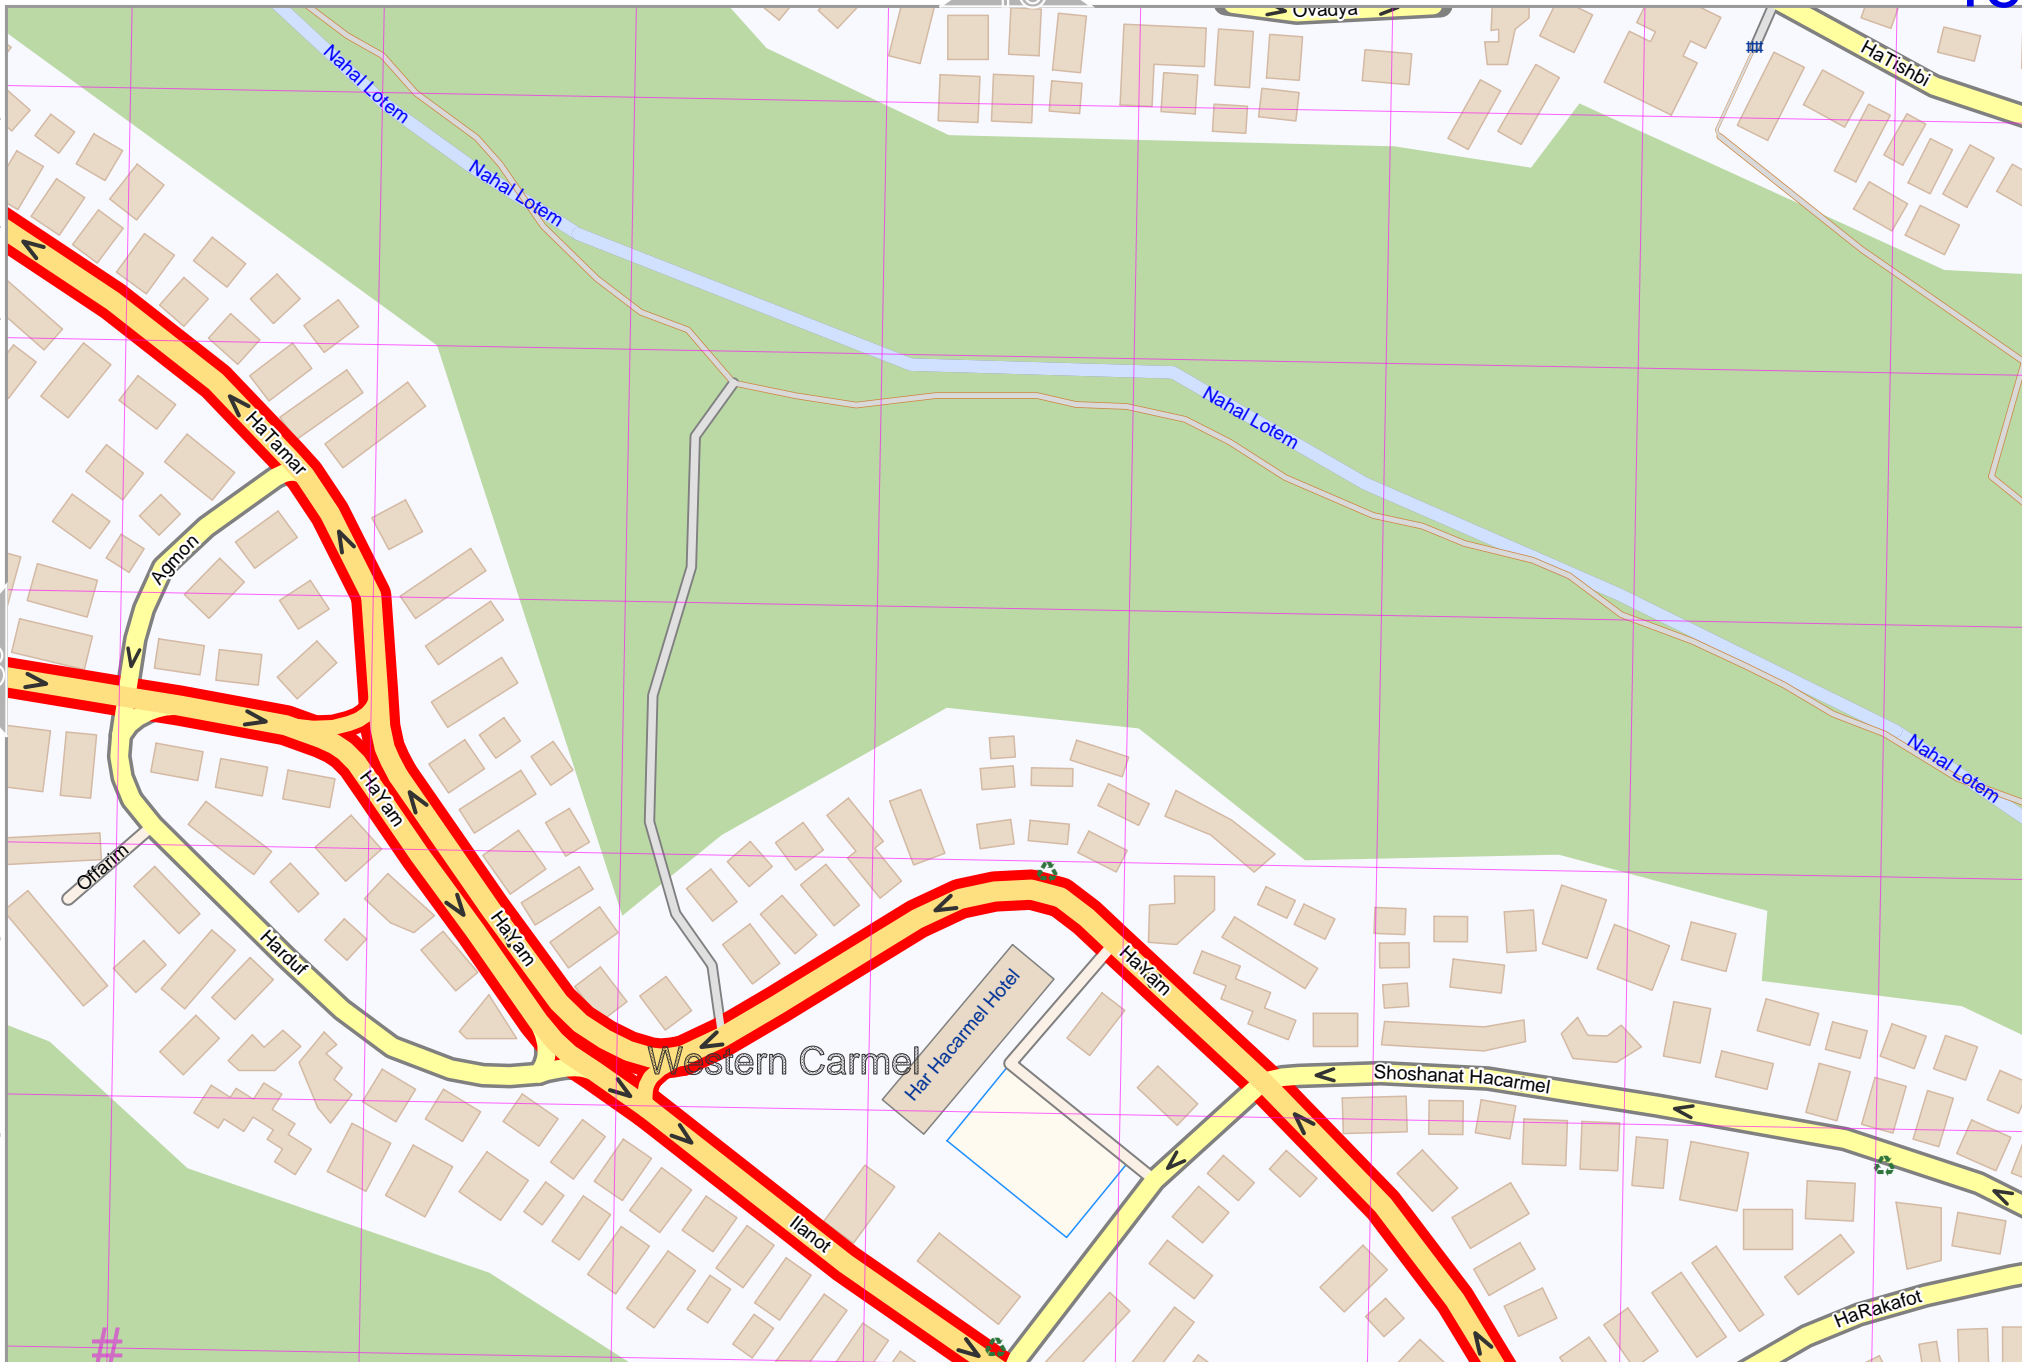 Ovadya
HaTishbi
Nahal Lotem
Nahal Lotem
Nahal Lotem
HaTamar
Agmon
HaYam
Nahal Lotem
Offarim
HaYam
Harduf
HaYam
Har Hacarmel Hotel
Western Carmel
Shoshanat Hacarmel
Ilanot
HaRakafot
#